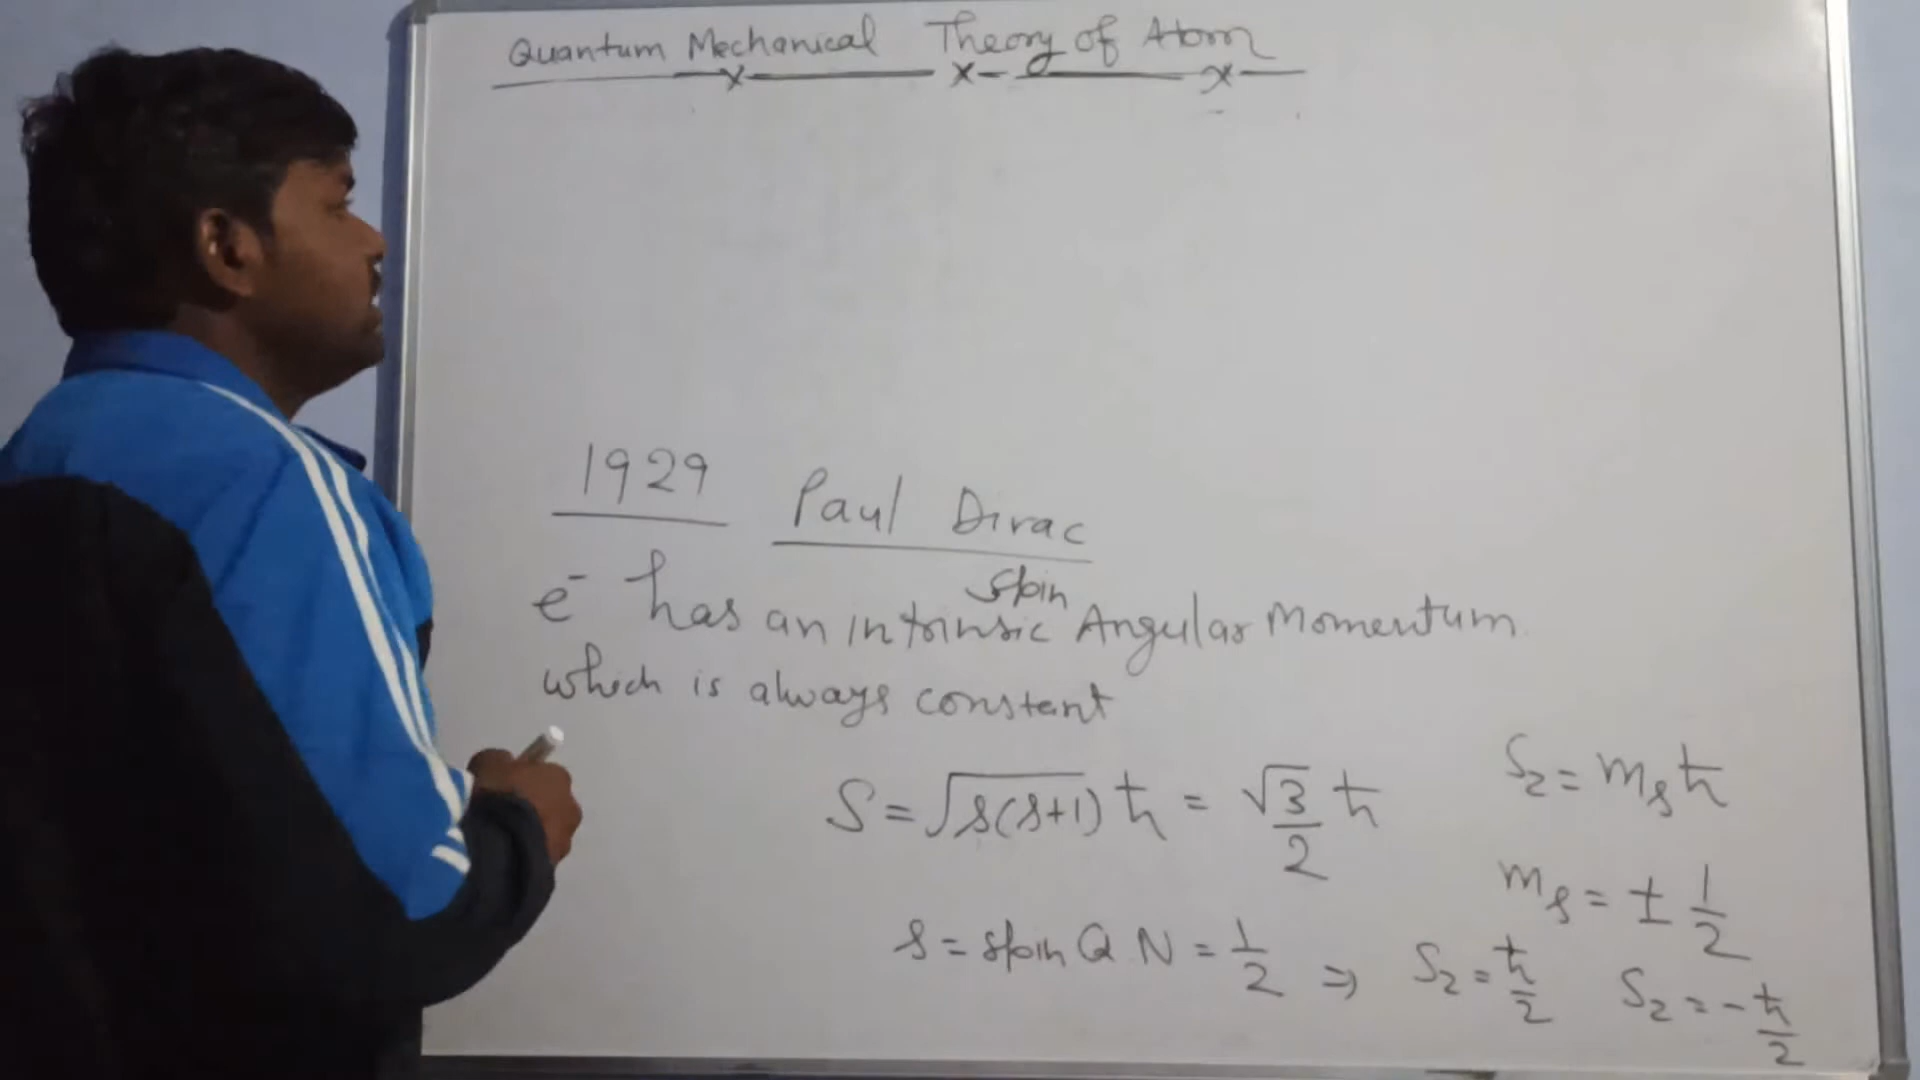 Quantum Mechanical Theory of Atom
1929 Paul Dirac
spin
e⁻ has an intrinsic Angular Momentum
which is always constant
S = √s(s+1) ħ = √3/2 ħ
S_z = m_s ħ
m_s = ± 1/2
s = spin Q N = 1/2 ⇒ S_z = ħ/2 S_z = -ħ/2